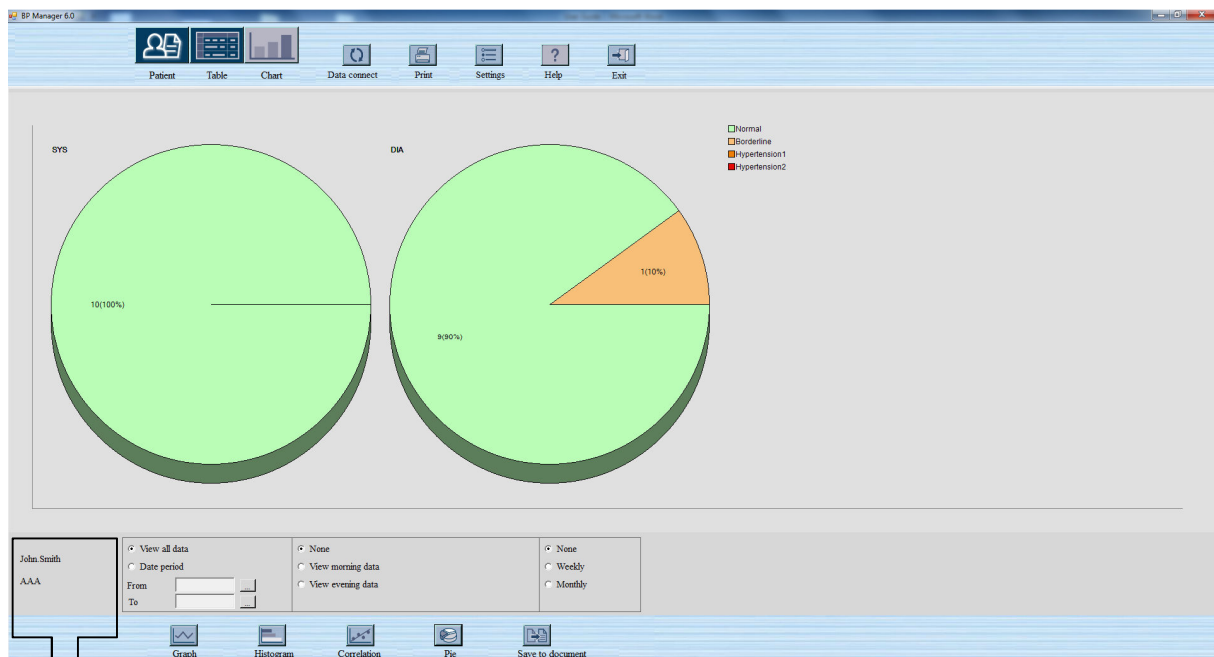 BP Manager 6.0
Patient Table Chart Data connect Print Settings Help Exit
SYS
DIA
Normal
Borderline
Hypertension1
Hypertension2
10(100%)
1(10%)
9(90%)
John.Smith
AAA
View all data
Date period
From ...
To ...
None
View morning data
View evening data
None
Weekly
Monthly
Graph Histogram Correlation Pie Save to document